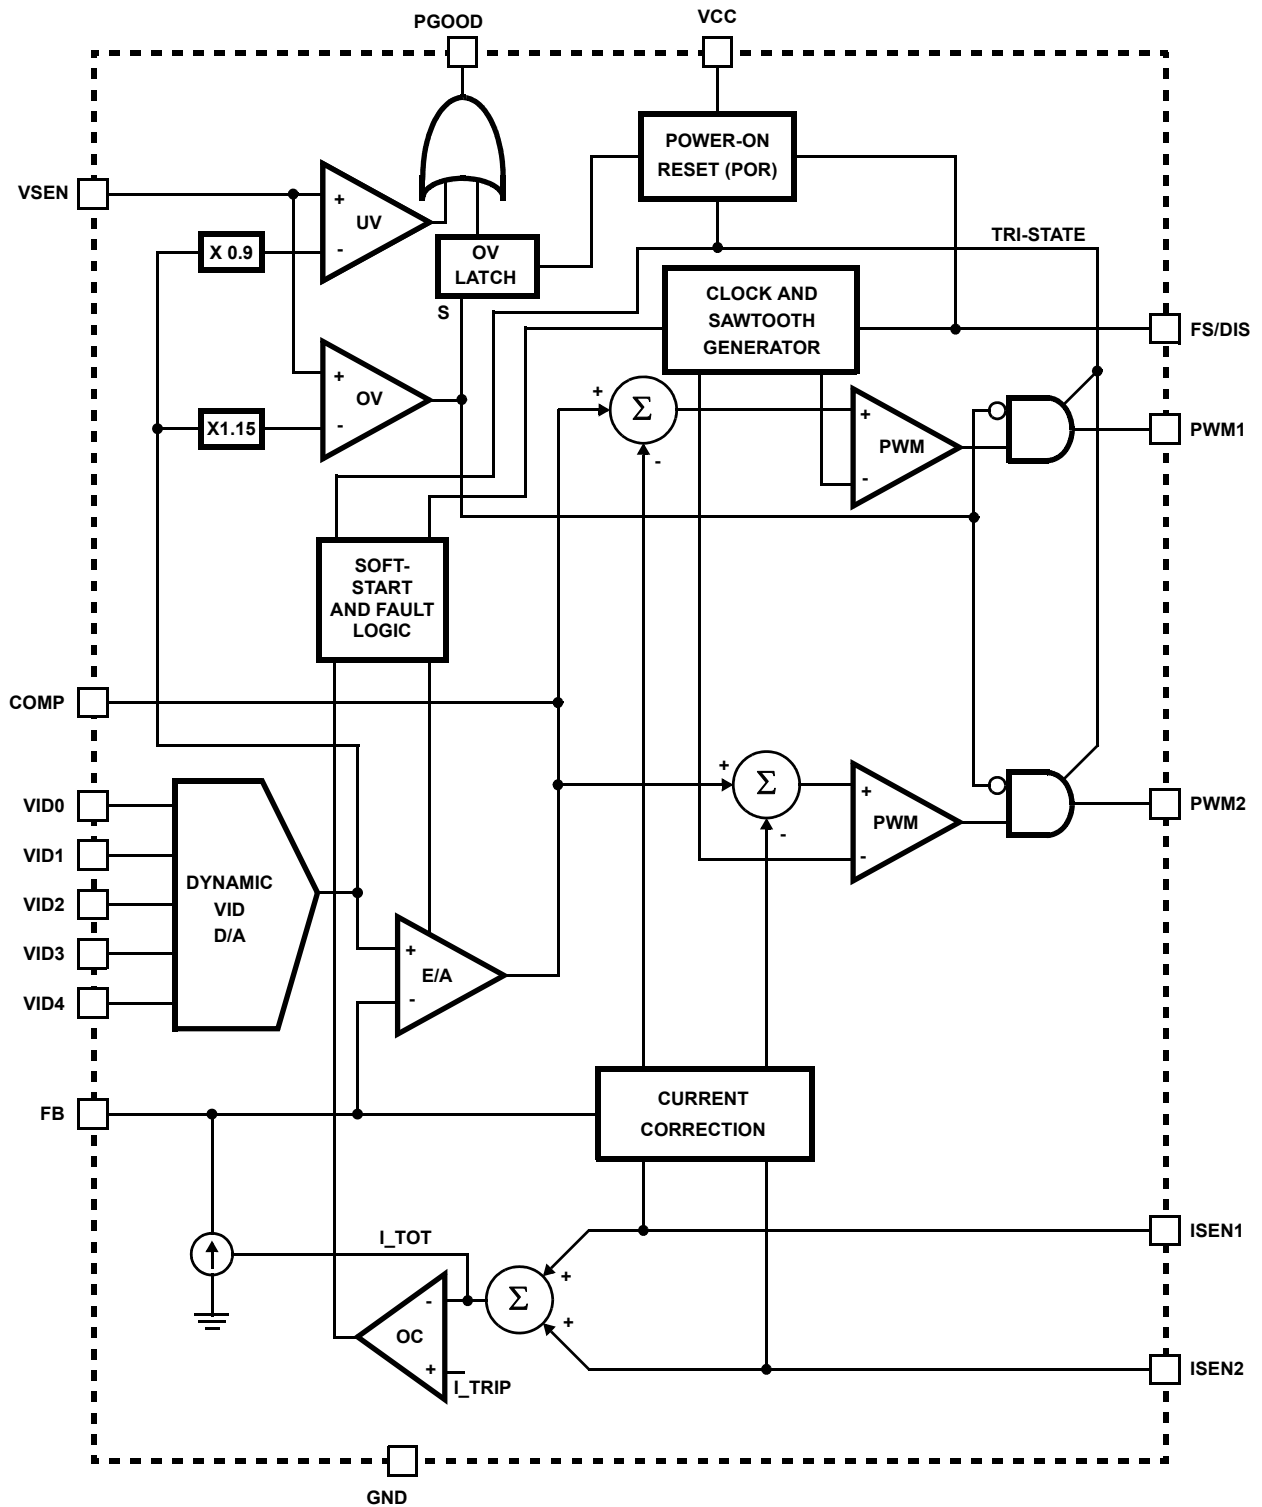 PGOOD
VCC
POWER-ON
RESET (POR)
VSEN
+
UV
-
X 0.9
OV
LATCH
S
TRI-STATE
CLOCK AND
SAWTOOTH
GENERATOR
FS/DIS
+
OV
-
X1.15
+
Σ
-
+
PWM
-
PWM1
SOFT-
START
AND FAULT
LOGIC
COMP
+
Σ
-
+
PWM
-
PWM2
VID0
VID1
VID2
VID3
VID4
DYNAMIC
VID
D/A
+
E/A
-
FB
CURRENT
CORRECTION
I_TOT
ISEN1
+
Σ
+
-
OC
+
I_TRIP
ISEN2
GND